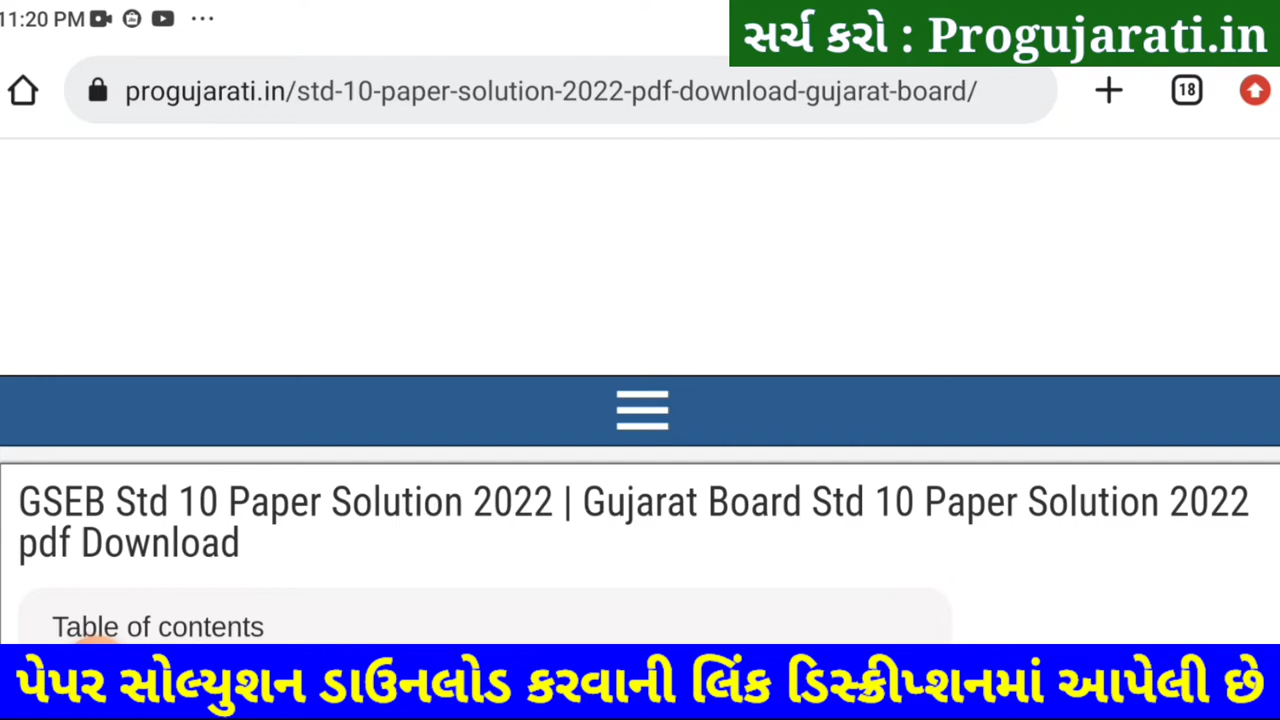 11:20 PM
સર્ચ કરો : Progujarati.in
progujarati.in/std-10-paper-solution-2022-pdf-download-gujarat-board/
18
GSEB Std 10 Paper Solution 2022 | Gujarat Board Std 10 Paper Solution 2022
pdf Download
Table of contents
પેપર સોલ્યુશન ડાઉનલોડ કરવાની લિંક ડિસ્ક્રીપ્શનમાં આપેલી છે